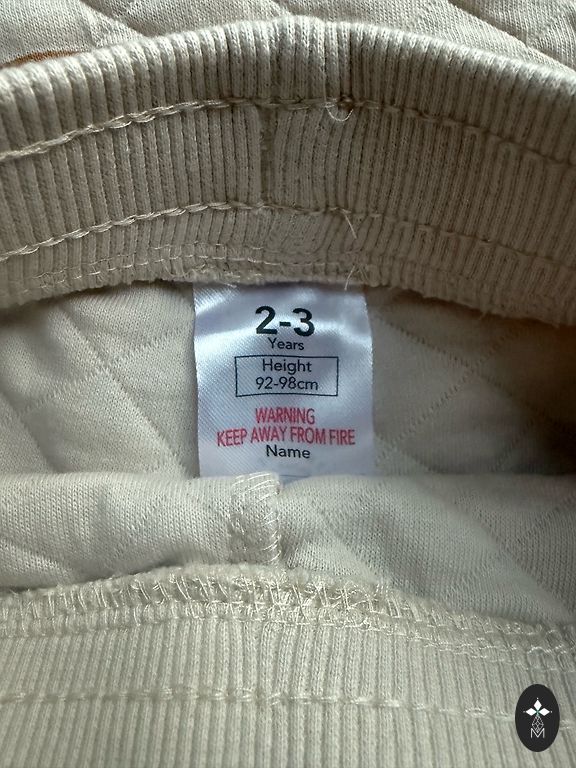 2-3
Years
Height
92-98cm
WARNING
KEEP AWAY FROM FIRE
Name
M